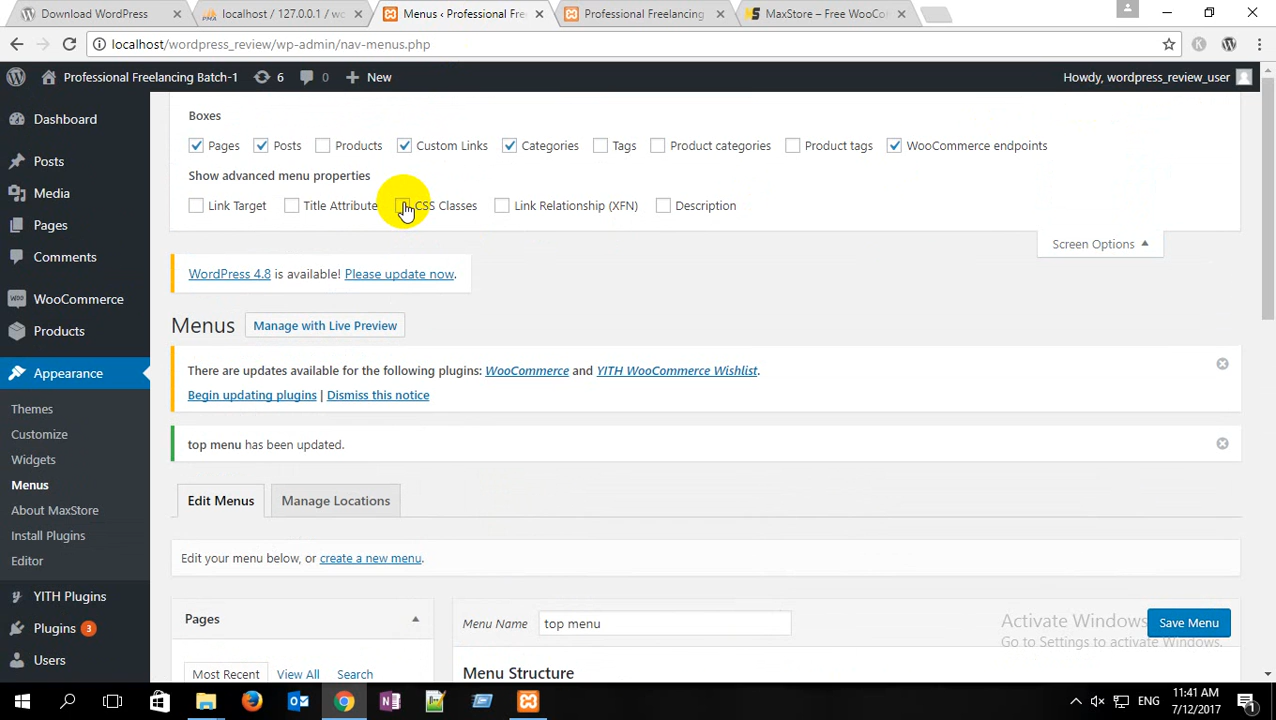 Download WordPress
localhost / 127.0.0.1 / wc
Menus ‹ Professional Fre
Professional Freelancing
MaxStore – Free WooCo
localhost/wordpress_review/wp-admin/nav-menus.php
Professional Freelancing Batch-1
6
0
New
Howdy, wordpress_review_user
Dashboard
Posts
Media
Pages
Comments
WooCommerce
Products
Appearance
Themes
Customize
Widgets
Menus
About MaxStore
Install Plugins
Editor
YITH Plugins
Plugins 3
Users
Boxes
Pages Posts Products Custom Links Categories Tags Product categories Product tags WooCommerce endpoints
Show advanced menu properties
Link Target Title Attribute CSS Classes Link Relationship (XFN) Description
Screen Options
WordPress 4.8 is available! Please update now.
Menus Manage with Live Preview
There are updates available for the following plugins: WooCommerce and YITH WooCommerce Wishlist.
Begin updating plugins | Dismiss this notice
top menu has been updated.
Edit Menus Manage Locations
Edit your menu below, or create a new menu.
Pages
Most Recent View All Search
Menu Name top menu
Save Menu
Menu Structure
Activate Windows
Go to Settings to activate Windows.
ENG
11:41 AM
7/12/2017
1